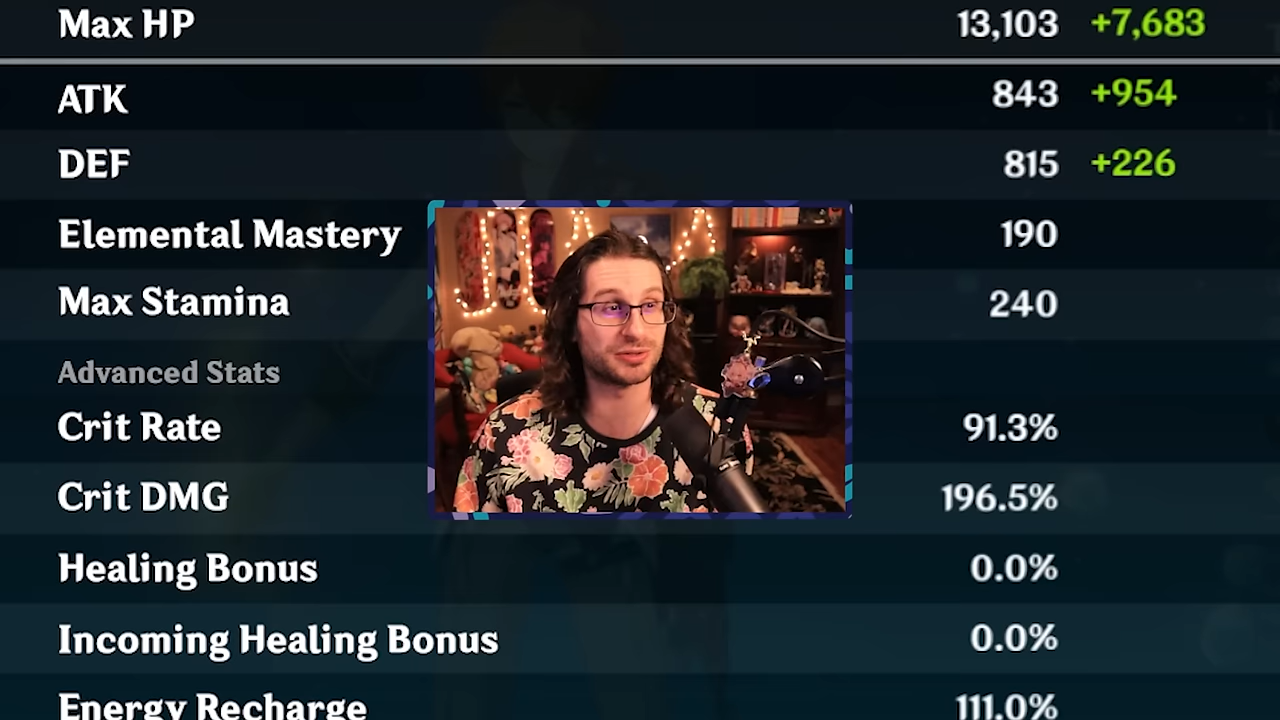 Max HP 13,103 +7,683
ATK 843 +954
DEF 815 +226
Elemental Mastery 190
Max Stamina 240
Advanced Stats
Crit Rate 91.3%
Crit DMG 196.5%
Healing Bonus 0.0%
Incoming Healing Bonus 0.0%
Energy Recharge 111.0%